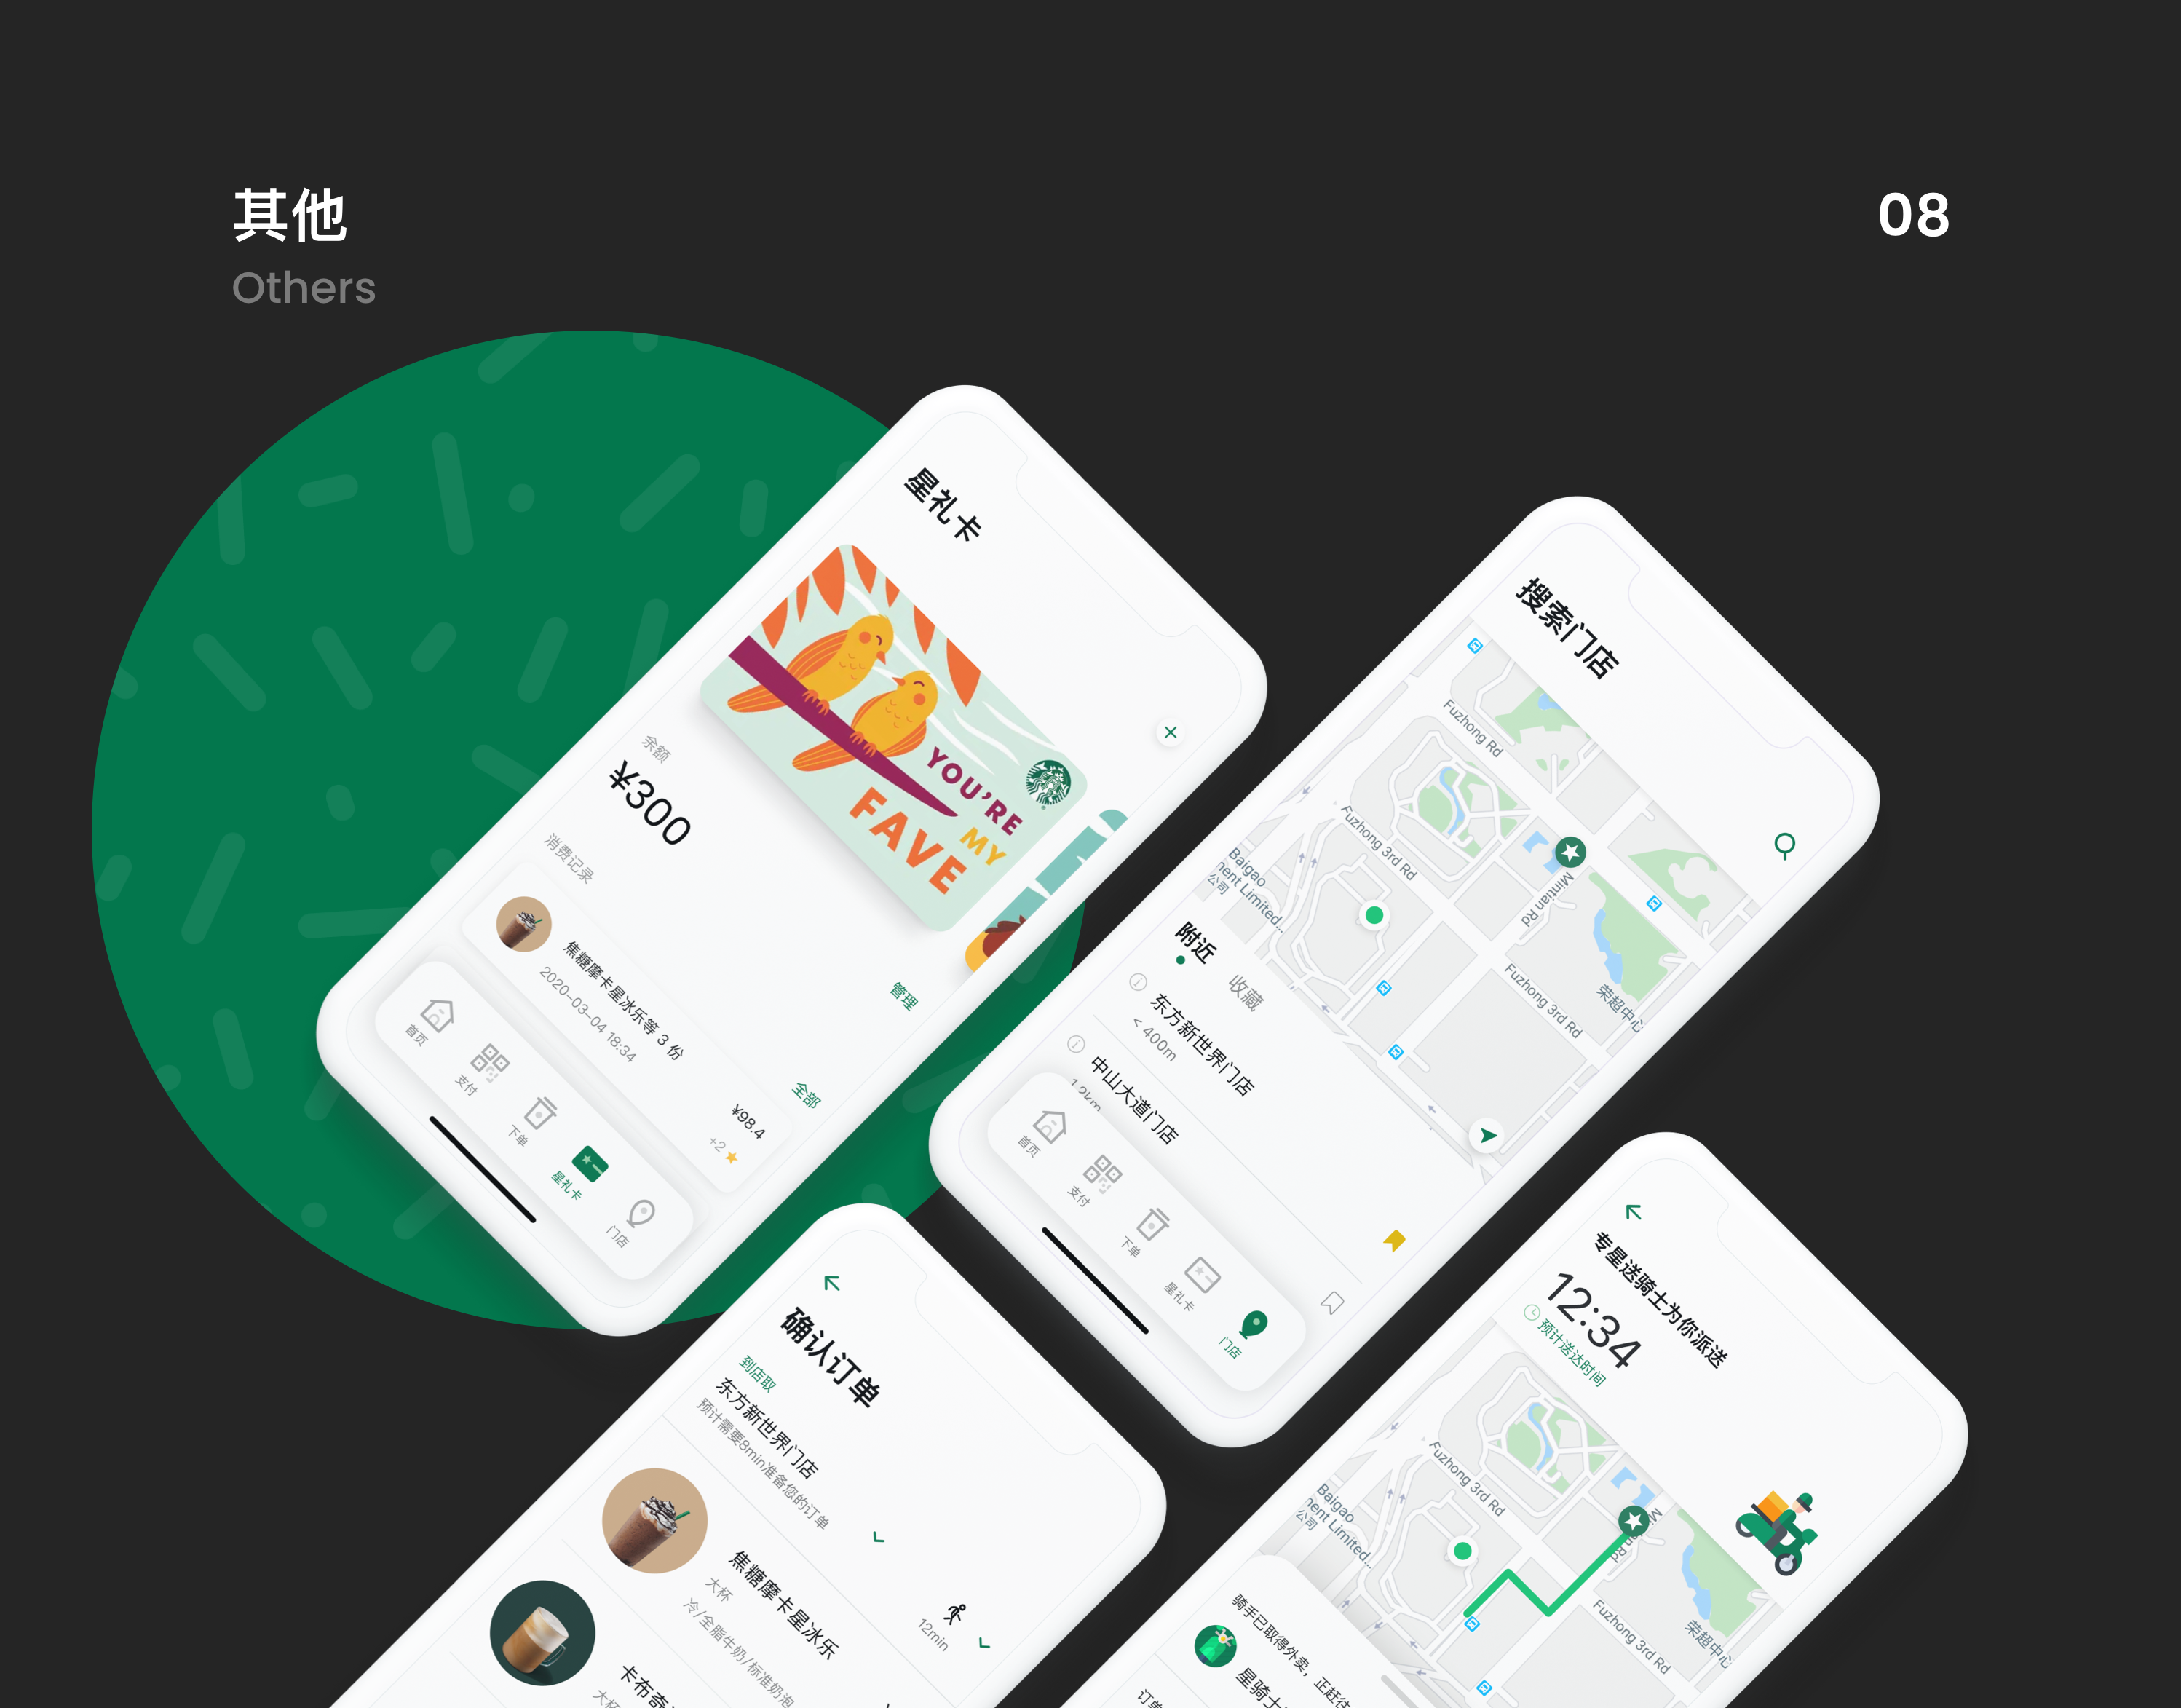 其他
Others
08
星礼卡
YOU'RE
MY
FAVE
余额
¥300
管理
消费记录
全部
焦糖摩卡星冰乐等 3 份
2020-03-04 18:34
¥98.4
+2
首页
支付
下单
星礼卡
门店
搜索门店
Fuzhong Rd
Fuzhong 3rd Rd
Mintian Rd
Baigao
ment Limited...
公司
Fuzhong 3rd Rd
荣超中心
附近
收藏
东方新世界门店
< 400m
中山大道门店
1.2km
首页
支付
下单
星礼卡
门店
确认订单
到店取
东方新世界门店
预计需要8min准备您的订单
12min
焦糖摩卡星冰乐
大杯
冷/全脂牛奶/标准奶泡
卡布奇
大杯
专星送骑士为你派送
12:34
预计送达时间
Fuzhong 3rd Rd
Baigao
ment Limited...
公司
Fuzhong 3rd Rd
荣超中心
骑手已取得外卖，正赶往
星骑士
订单